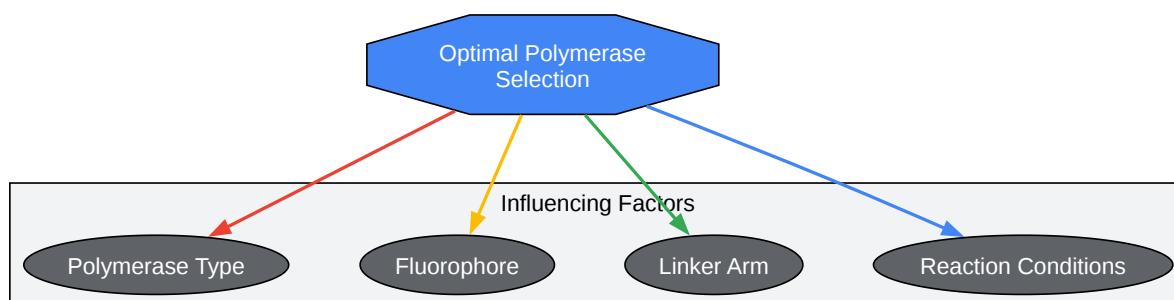 Optimal Polymerase
Selection
Influencing Factors
Polymerase Type
Fluorophore
Linker Arm
Reaction Conditions